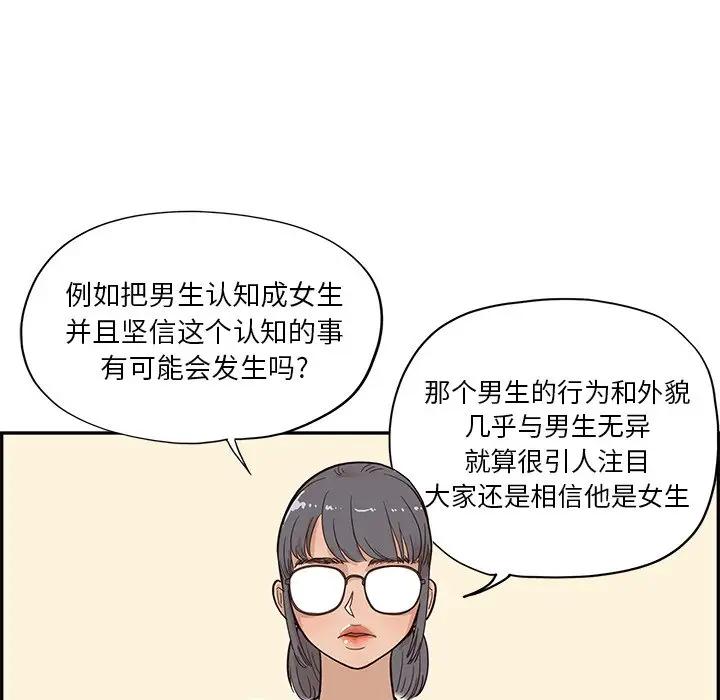 例如把男生认知成女生
并且坚信这个认知的事
有可能会发生吗?
那个男生的行为和外貌
几乎与男生无异
就算很引人注目
大家还是相信他是女生